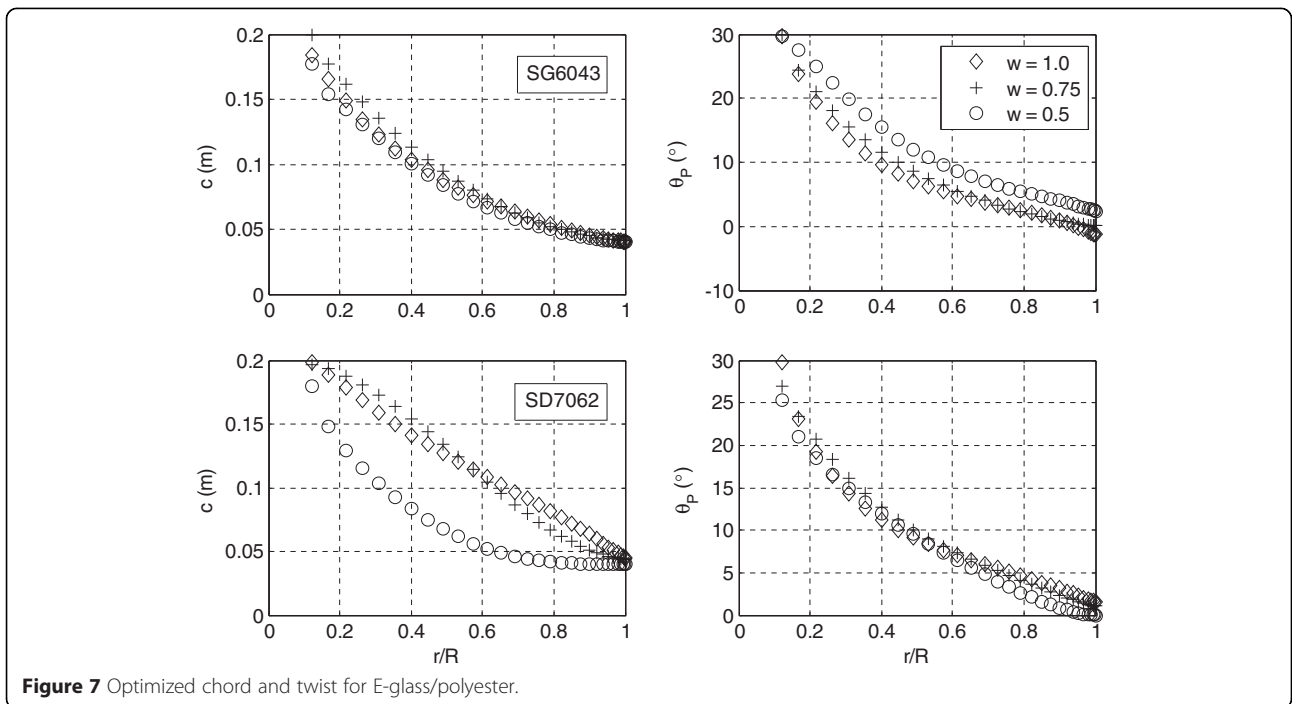 0.2
0.15
0.1
0.05
0
c (m)
SG6043
0 0.2 0.4 0.6 0.8 1
30
20
10
0
-10
θP (°)
w = 1.0
w = 0.75
w = 0.5
0 0.2 0.4 0.6 0.8 1
0.2
0.15
0.1
0.05
0
c (m)
SD7062
0 0.2 0.4 0.6 0.8 1
r/R
30
25
20
15
10
5
0
θP (°)
0 0.2 0.4 0.6 0.8 1
r/R
Figure 7 Optimized chord and twist for E-glass/polyester.